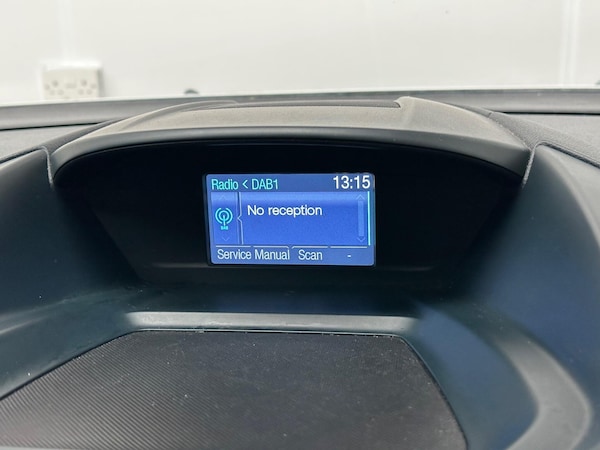 Radio < DAB1 13:15
No reception
Service Manual Scan -